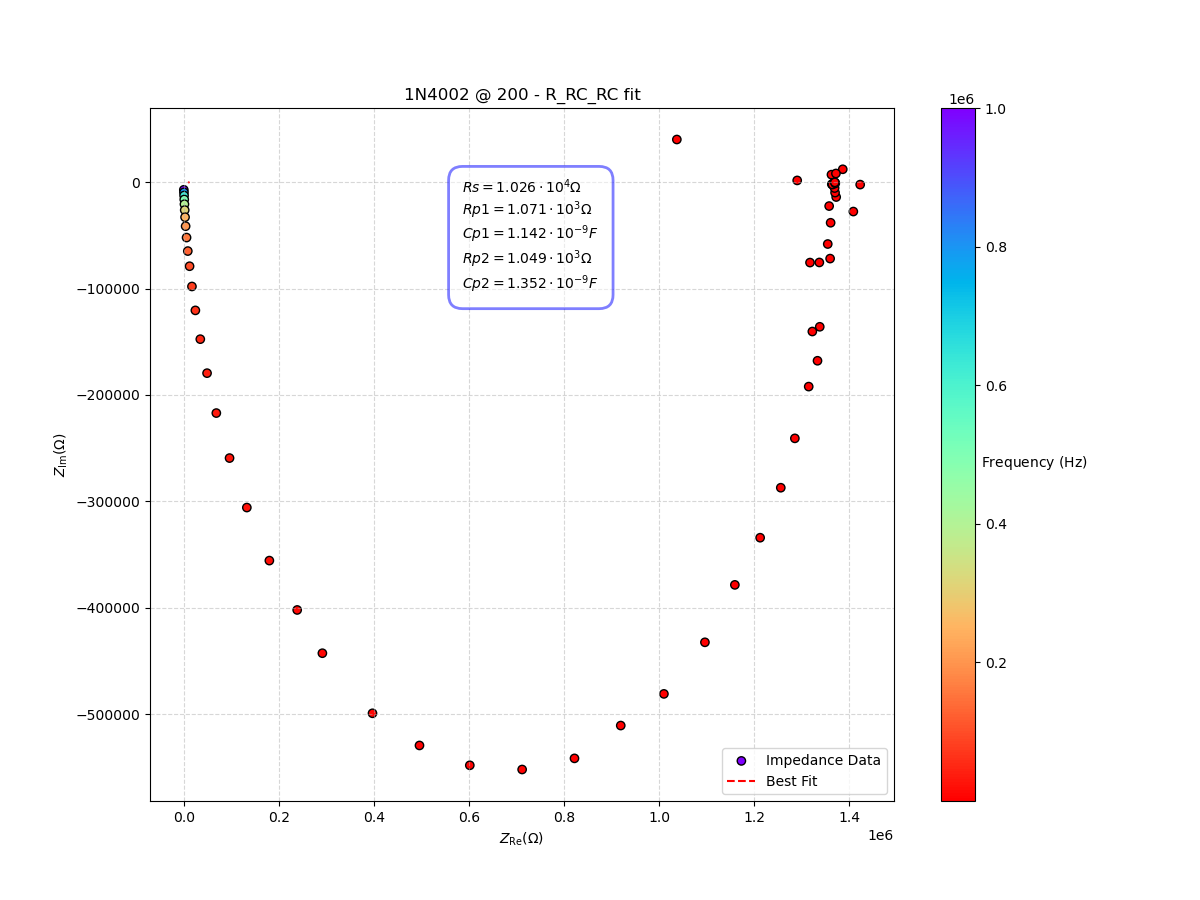 1N4002 @ 200 - R_RC_RC fit
1e6
1.0
0.8
0.6
0.4
0.2
Frequency (Hz)
0
−100000
−200000
−300000
−400000
−500000
Z_Im(Ω)
Rs = 1.026 · 10⁴Ω
Rp1 = 1.071 · 10³Ω
Cp1 = 1.142 · 10⁻⁹F
Rp2 = 1.049 · 10³Ω
Cp2 = 1.352 · 10⁻⁹F
Impedance Data
Best Fit
0.0 0.2 0.4 0.6 0.8 1.0 1.2 1.4
1e6
Z_Re(Ω)